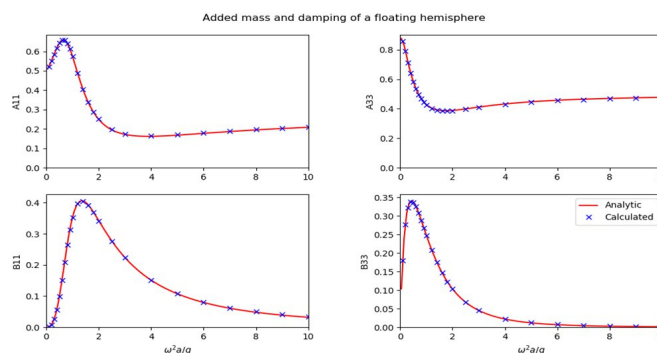 Added mass and damping of a floating hemisphere
A11
0.6
0.5
0.4
0.3
0.2
0.1
0.0
0 2 4 6 8 10
A33
0.8
0.6
0.4
0.2
0.0
0 2 4 6 8
B11
0.4
0.3
0.2
0.1
0.0
0 2 4 6 8 10
ω²a/g
B33
0.35
0.30
0.25
0.20
0.15
0.10
0.05
0.00
0 2 4 6 8
ω²a/g
Analytic
Calculated